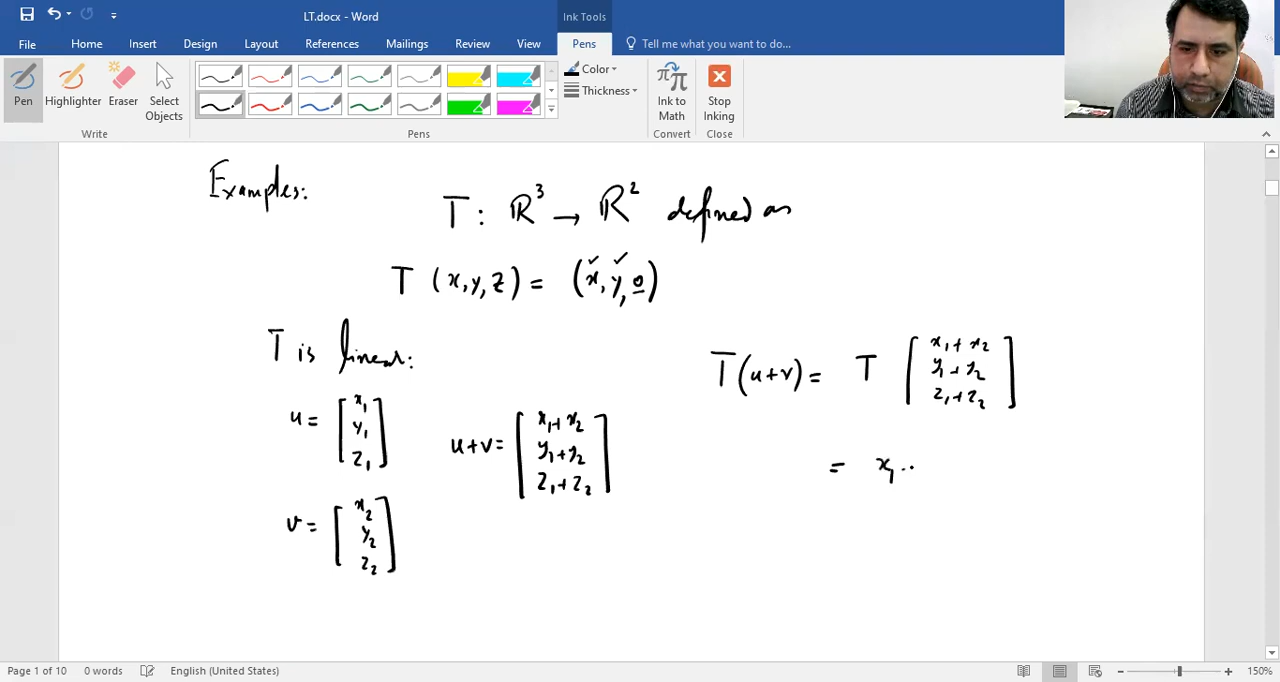 LT.docx - Word
Ink Tools
File
Home
Insert
Design
Layout
References
Mailings
Review
View
Pens
Tell me what you want to do...
Pen
Highlighter
Eraser
Select Objects
Color
Thickness
Ink to Math
Stop Inking
Write
Pens
Convert
Close
Examples:
T : ℝ³ → ℝ² defined as
T (x, y, z) = (x, y, 0)
T is linear:
u = [x₁ y₁ z₁]
v = [x₂ y₂ z₂]
u+v = [x₁+x₂ y₁+y₂ z₁+z₂]
T(u+v) = T [x₁+x₂ y₁+y₂ z₁+z₂]
= x₁
Page 1 of 10
0 words
English (United States)
150%